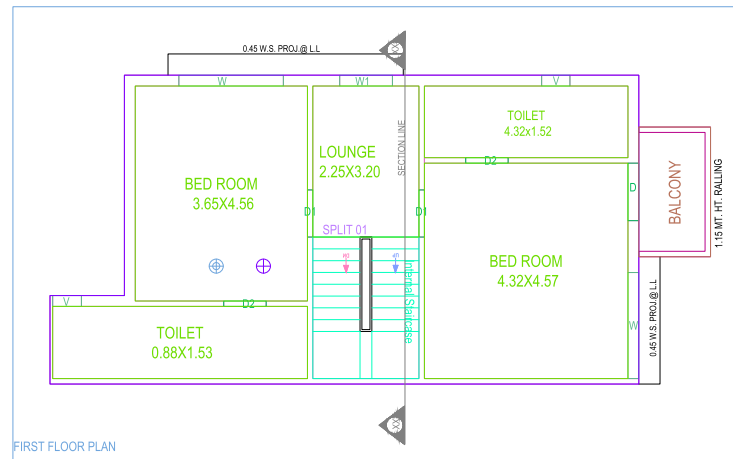 0.45 W.S. PROJ.@ L.L
XX
W
W1
V
SECTION LINE
TOILET
4.32x1.52
LOUNGE
2.25X3.20
D2
BED ROOM
3.65X4.56
D
BALCONY
1.15 MT. HT. RALLING
D1
D1
SPLIT 01
BED ROOM
4.32X4.57
Internal Staircase
V
D2
TOILET
0.88X1.53
W
0.45 W.S. PROJ.@ L.L
XX
FIRST FLOOR PLAN